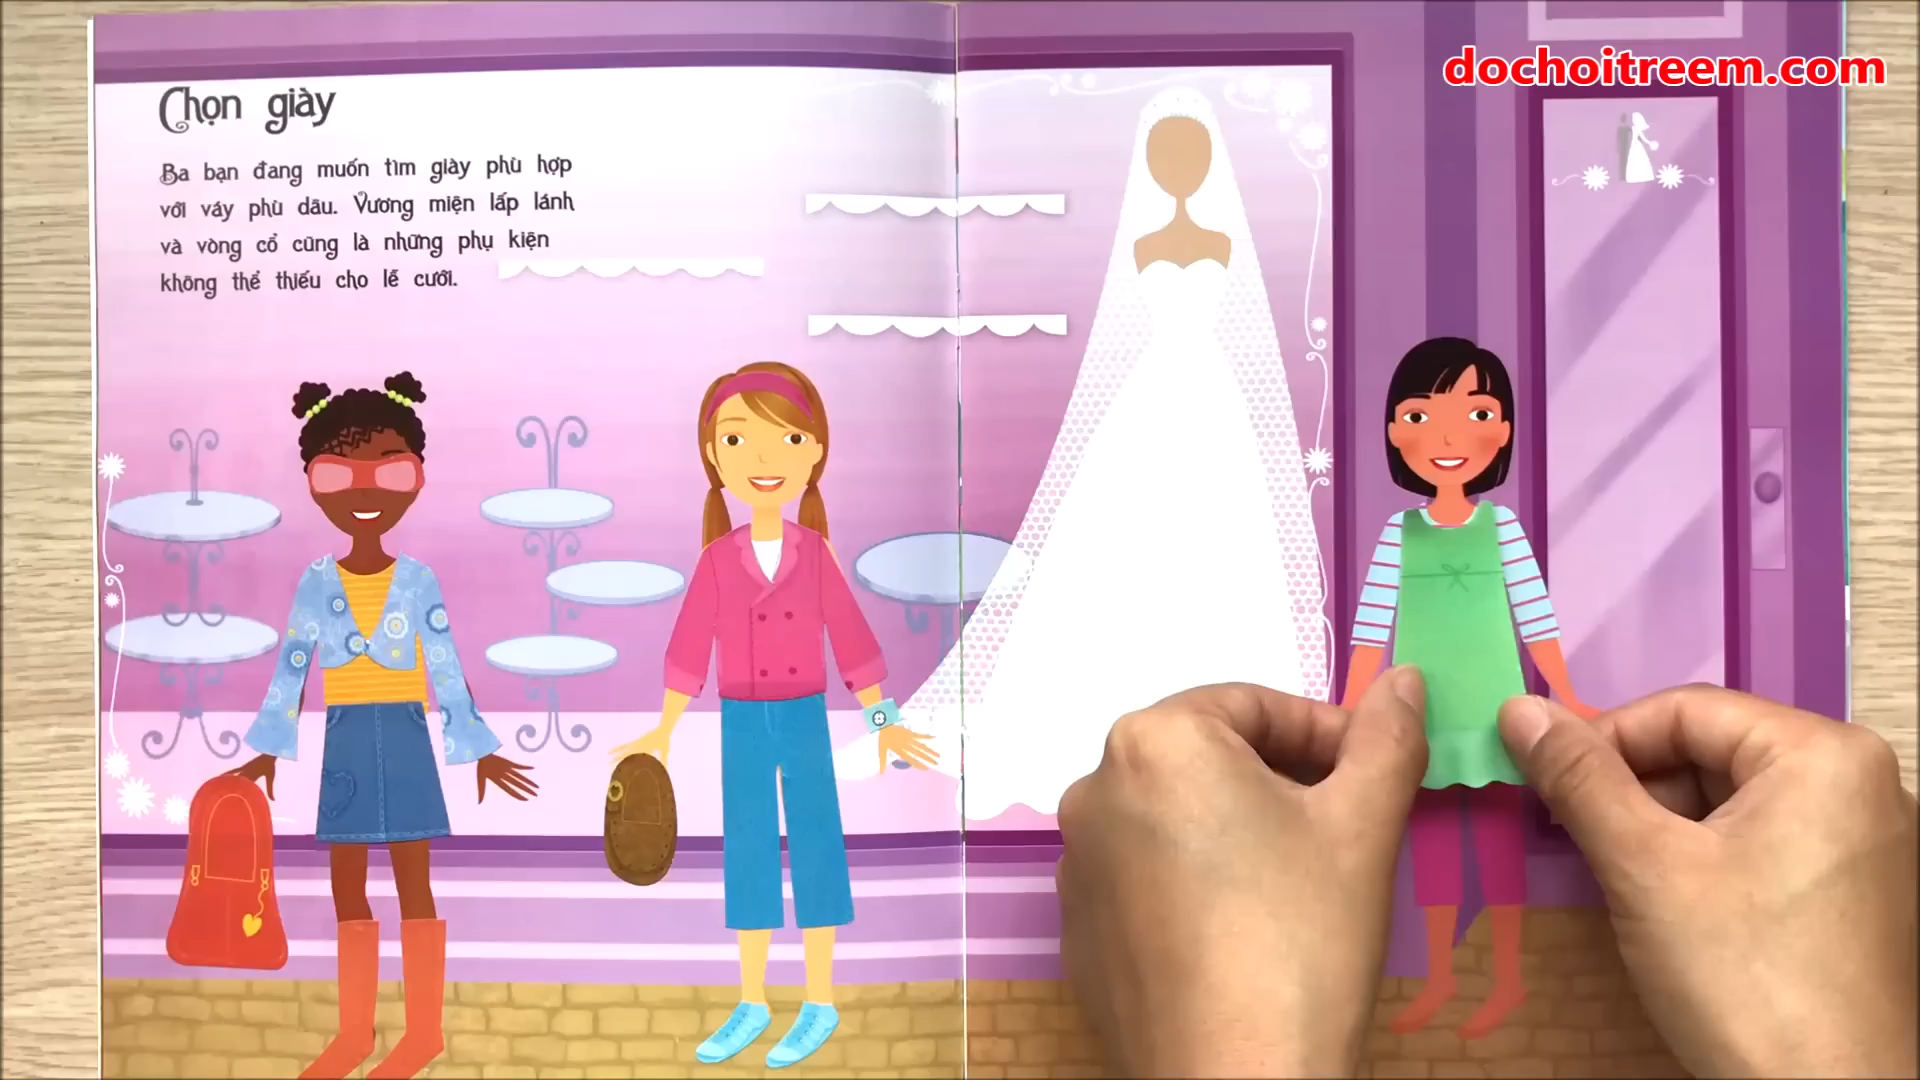 dochoitreem.com
Chọn giày
Ba bạn đang muốn tìm giày phù hợp
với váy phù dâu. Vương miện lấp lánh
và vòng cổ cũng là những phụ kiện
không thể thiếu cho lễ cưới.